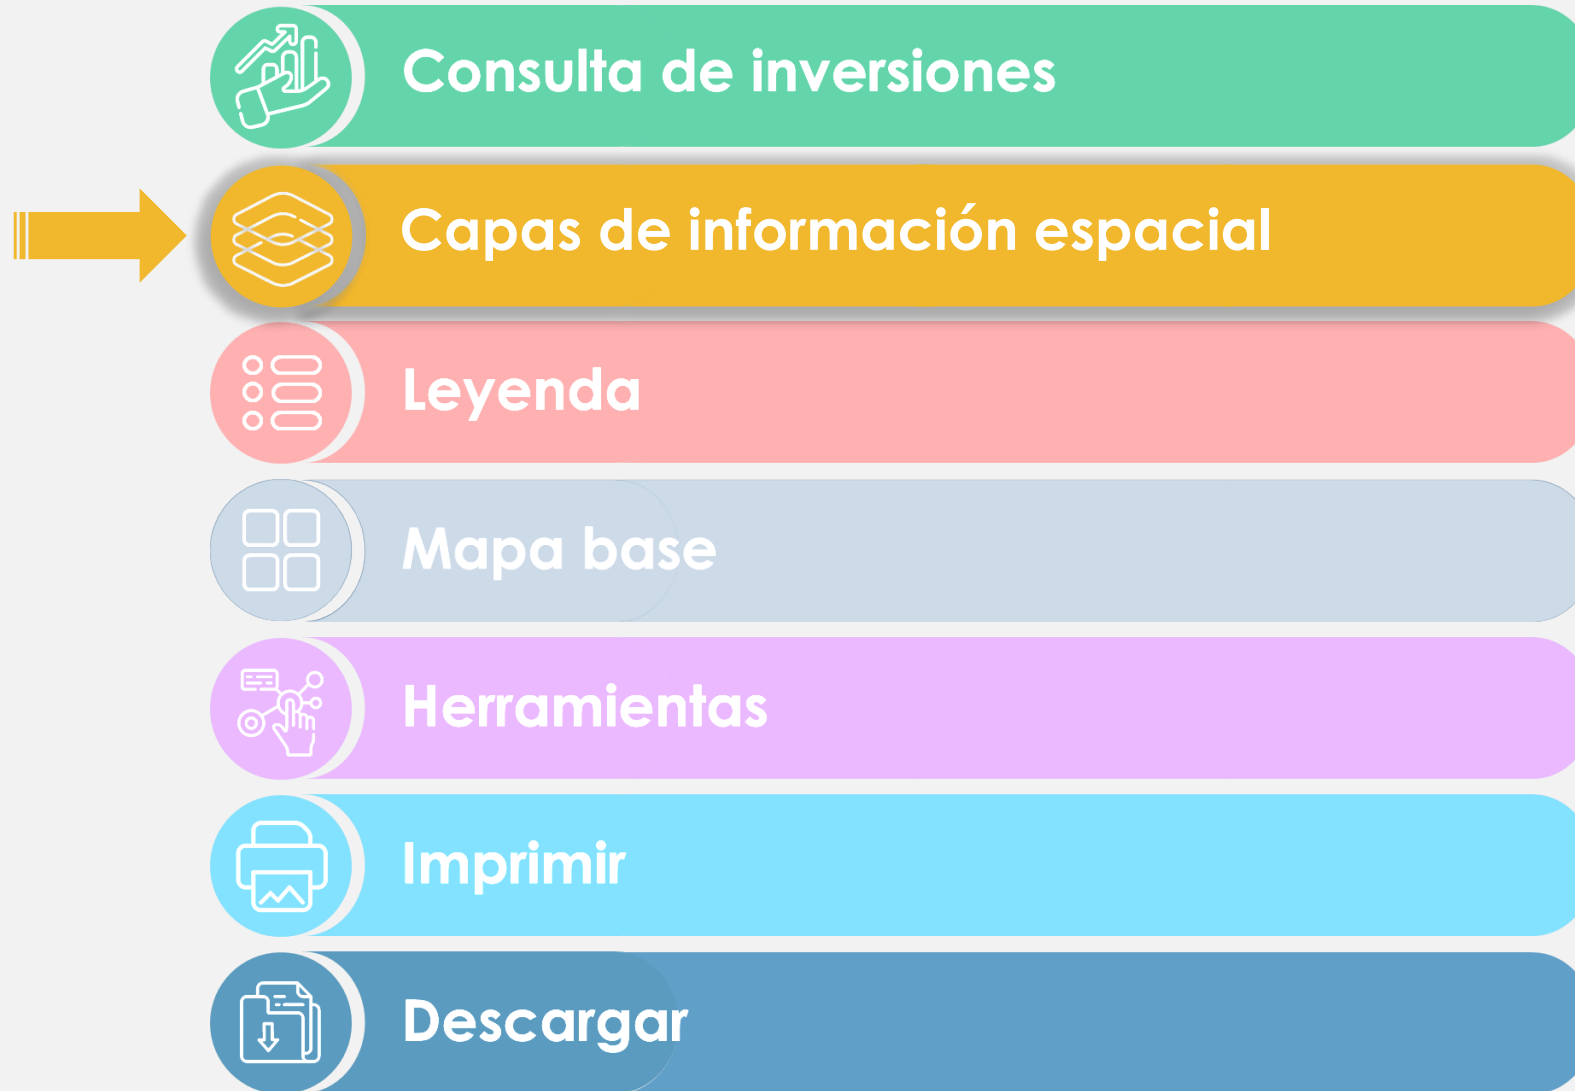 Consulta de inversiones
Capas de información espacial
Leyenda
Mapa base
Herramientas
Imprimir
Descargar